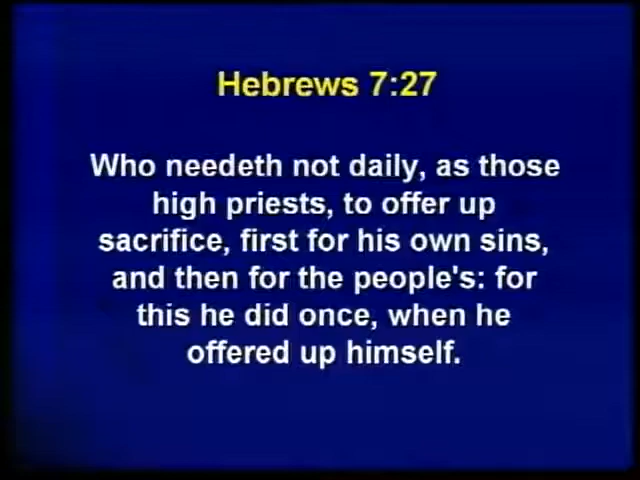 Hebrews 7:27
Who needeth not daily, as those
high priests, to offer up
sacrifice, first for his own sins,
and then for the people's: for
this he did once, when he
offered up himself.